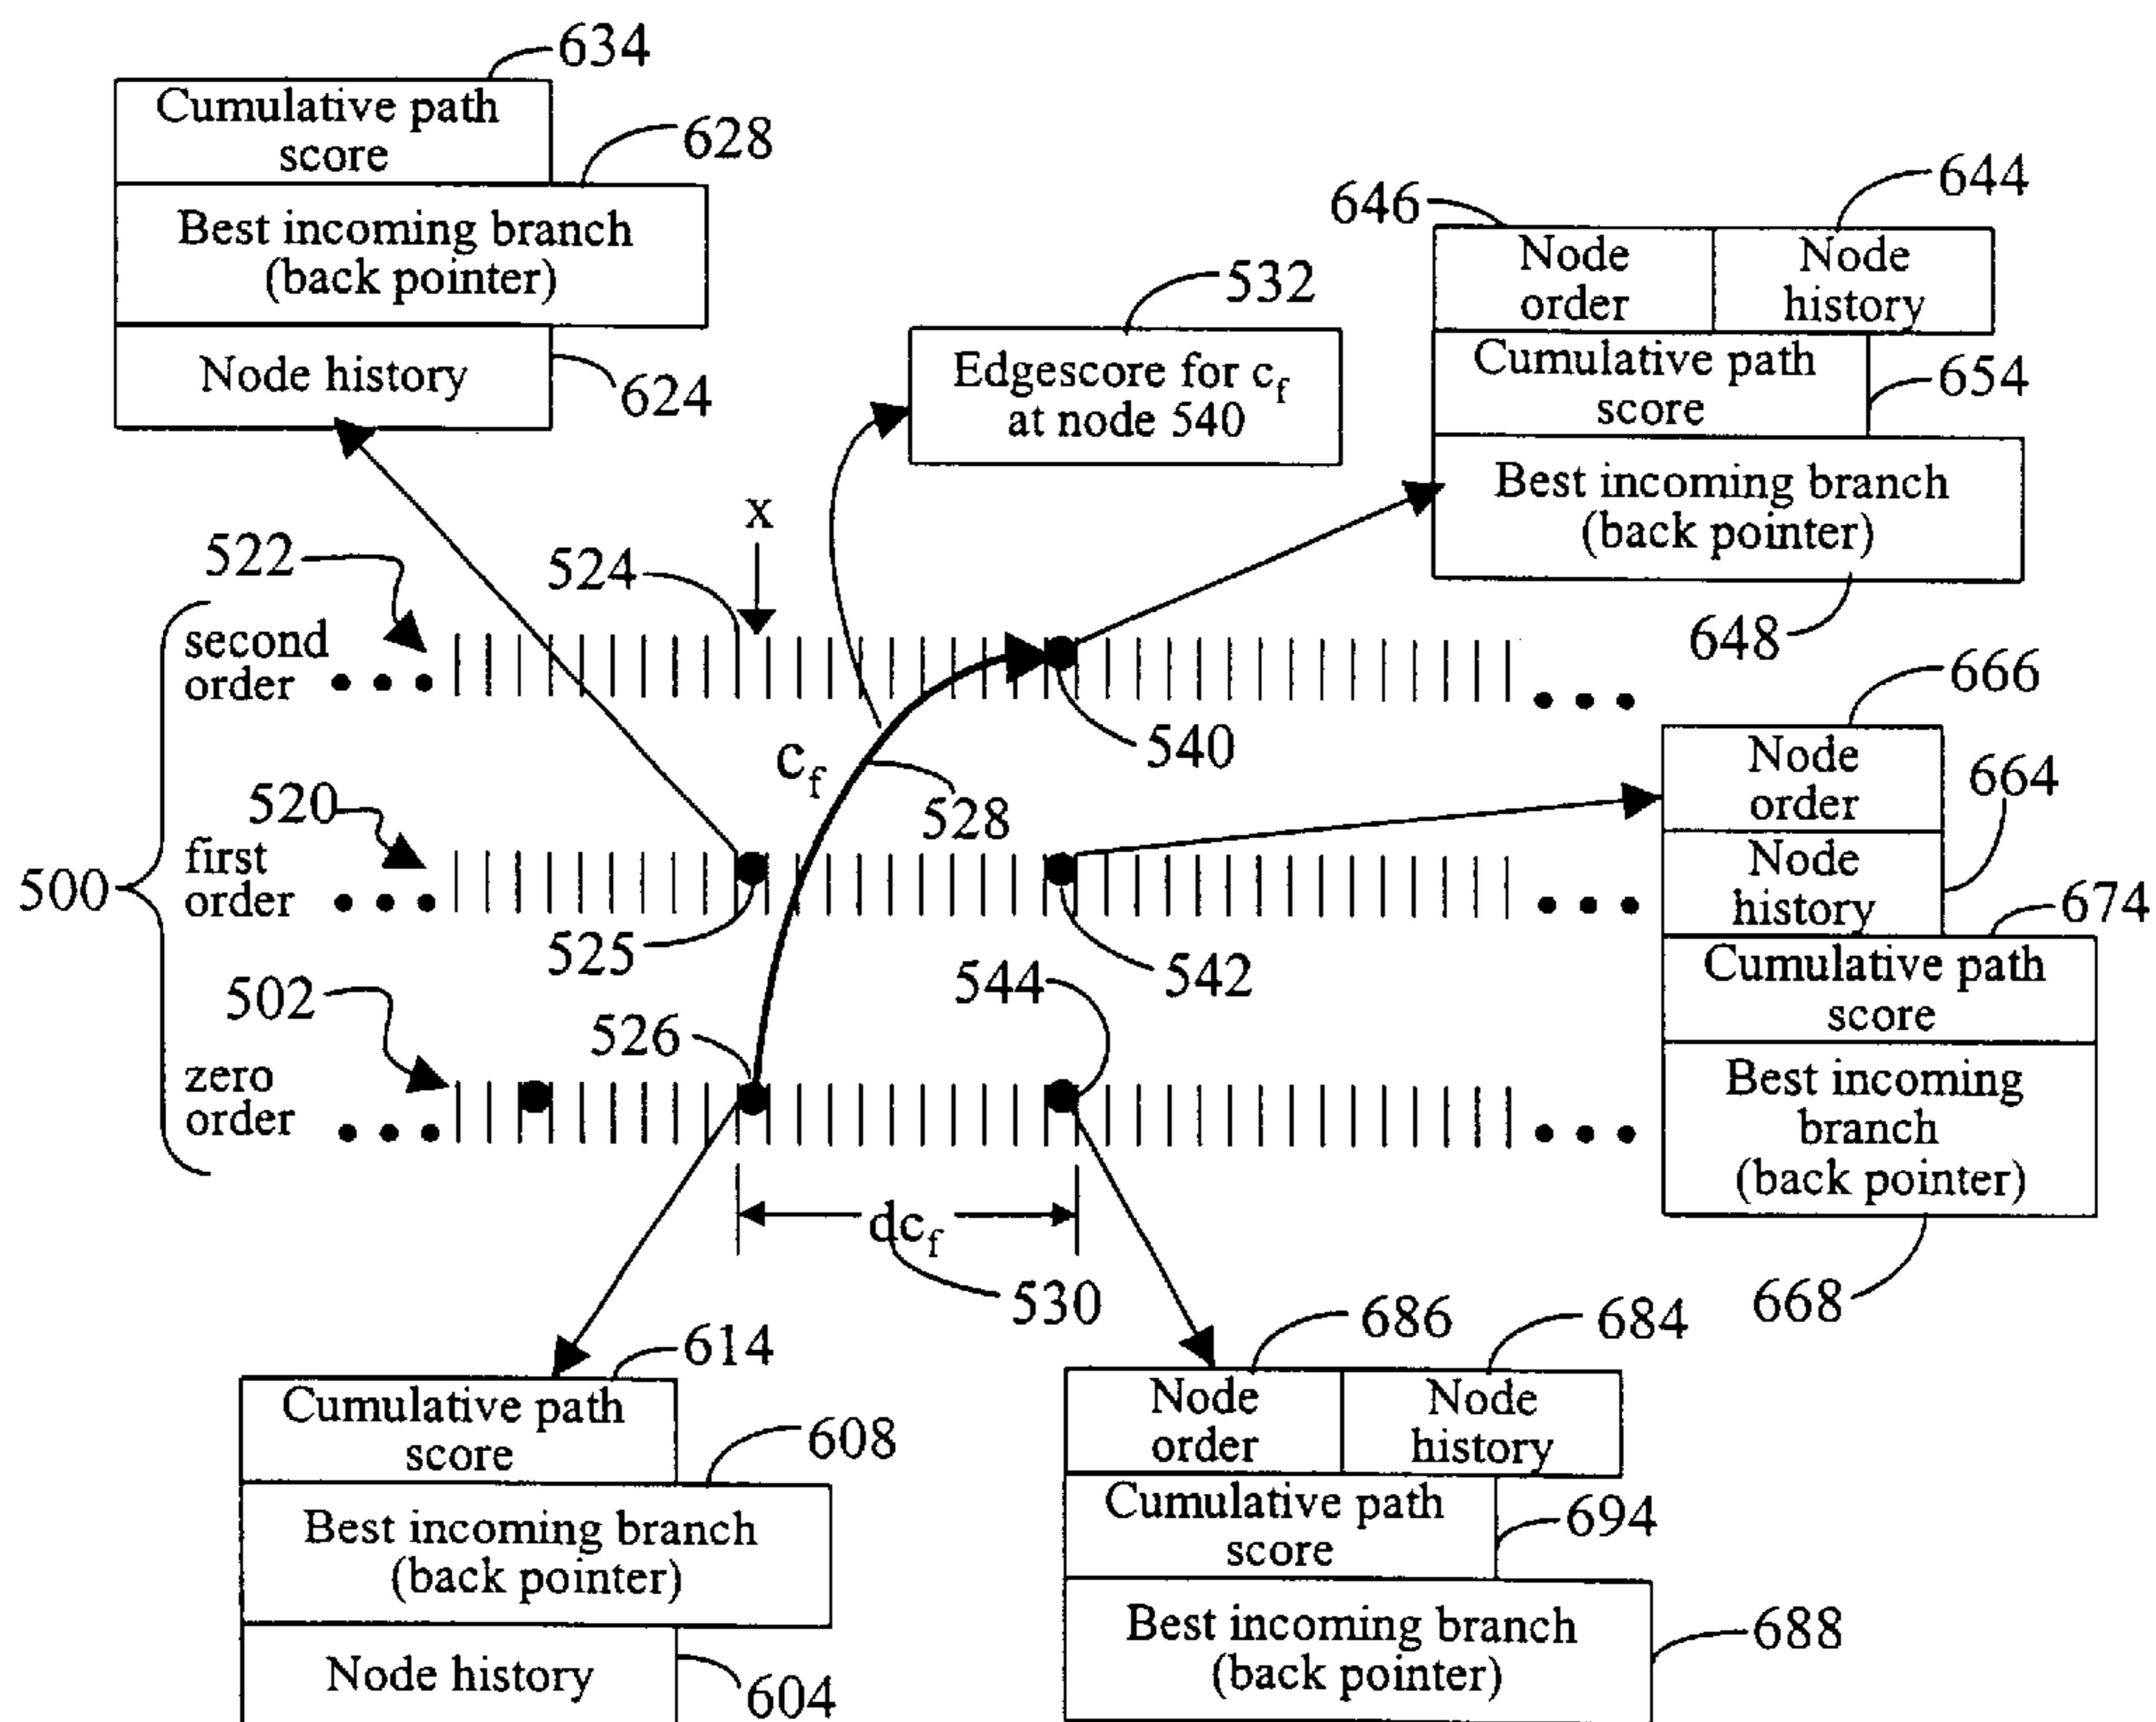 634
Cumulative path
score
628
Best incoming branch
(back pointer)
Node history
624
646
644
Node
order
Node
history
Cumulative path
score
654
Best incoming branch
(back pointer)
648
532
Edgescore for cf
at node 540
x
522
524
second
order
540
cf
528
520
first
order
500
525
542
666
Node
order
664
Node
history
674
Cumulative path
score
Best incoming
branch
(back pointer)
668
502
526
544
zero
order
dcf
530
614
Cumulative path
score
608
Best incoming branch
(back pointer)
Node history
604
686
684
Node
order
Node
history
Cumulative path
score
694
Best incoming branch
(back pointer)
688